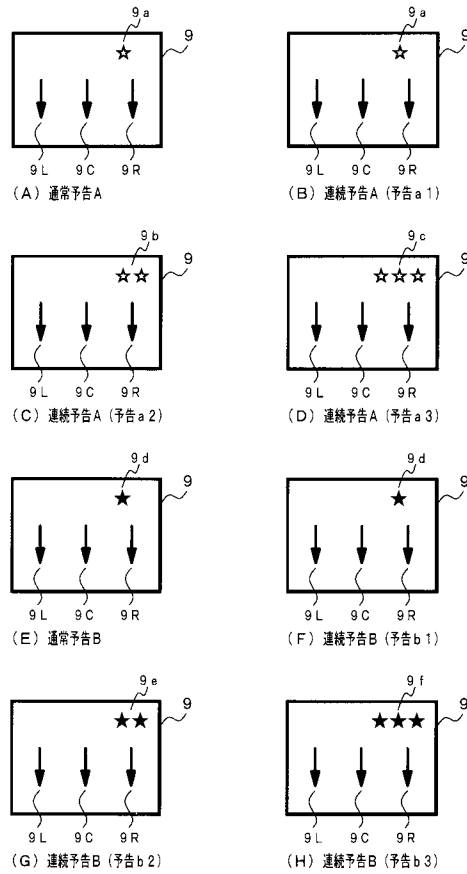 9a 9 9a 9
9L 9C 9R 9L 9C 9R
(A) 通常予告A (B) 連続予告A (予告a1)
9b 9 9c 9
9L 9C 9R 9L 9C 9R
(C) 連続予告A (予告a2) (D) 連続予告A (予告a3)
9d 9 9d 9
9L 9C 9R 9L 9C 9R
(E) 通常予告B (F) 連続予告B (予告b1)
9e 9 9f 9
9L 9C 9R 9L 9C 9R
(G) 連続予告B (予告b2) (H) 連続予告B (予告b3)